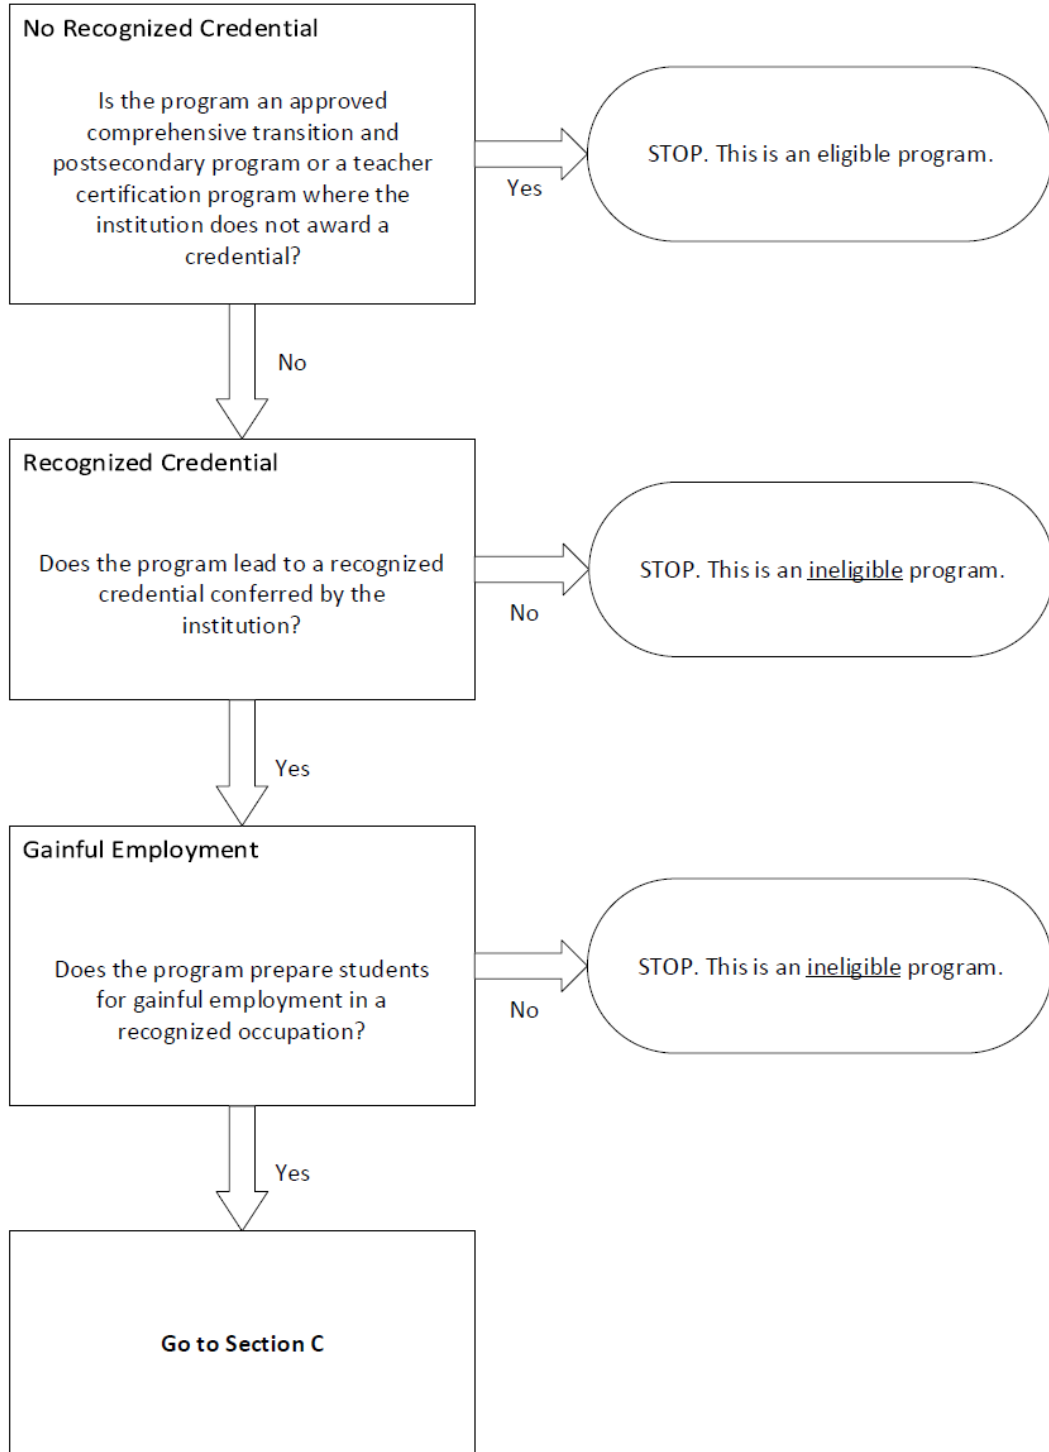 No Recognized Credential
Is the program an approved
comprehensive transition and
postsecondary program or a teacher
certification program where the
institution does not award a
credential?
Yes
STOP. This is an eligible program.
No
Recognized Credential
Does the program lead to a recognized
credential conferred by the
institution?
No
STOP. This is an ineligible program.
Yes
Gainful Employment
Does the program prepare students
for gainful employment in a
recognized occupation?
No
STOP. This is an ineligible program.
Yes
Go to Section C